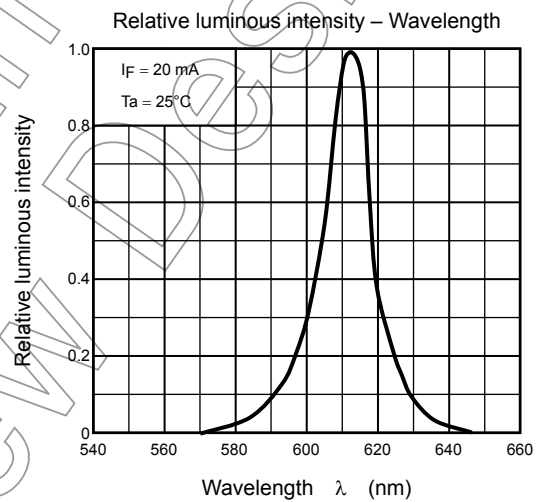 Relative luminous intensity – Wavelength
IF = 20 mA
Ta = 25°C
Relative luminous intensity
1.0
0.8
0.6
0.4
0.2
0
540 560 580 600 620 640 660
Wavelength λ (nm)